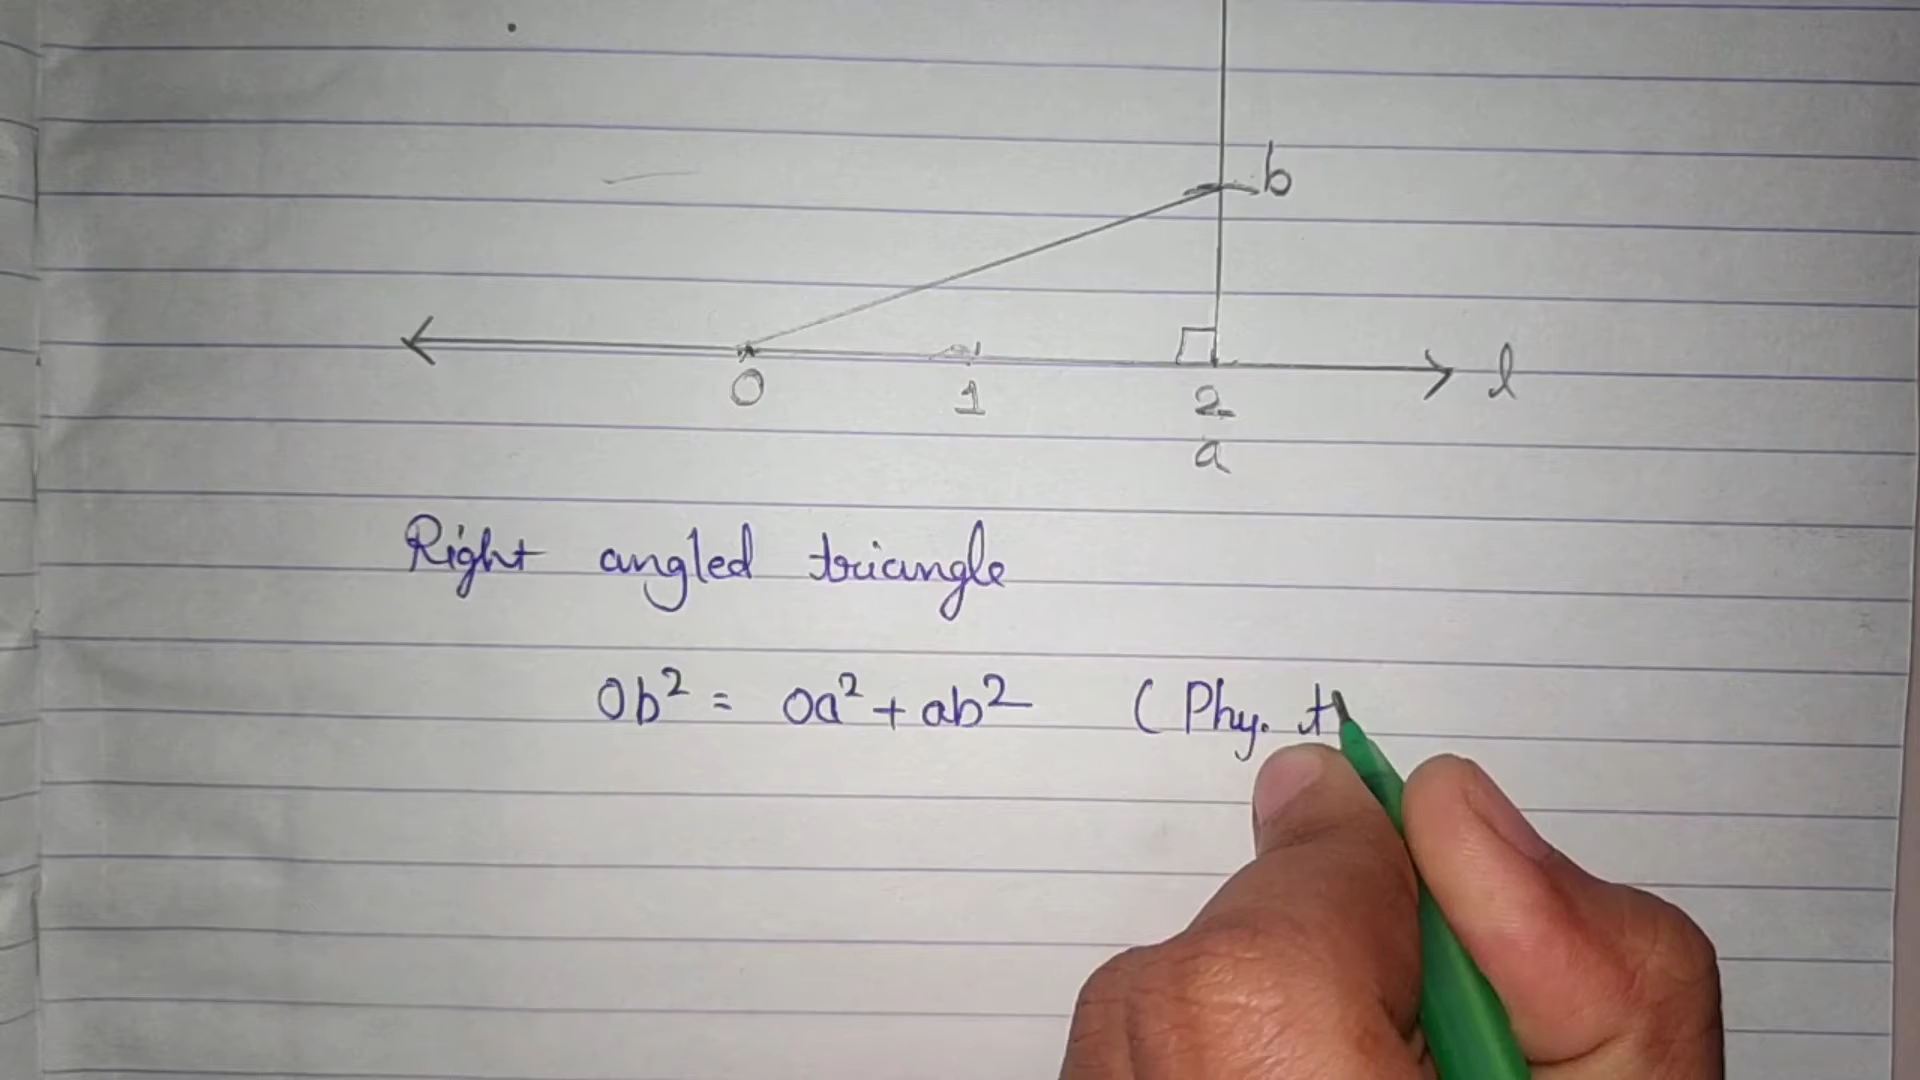 b
l
0 1 2
a
Right angled triangle
Ob² = oa² + ab² (Phy. th